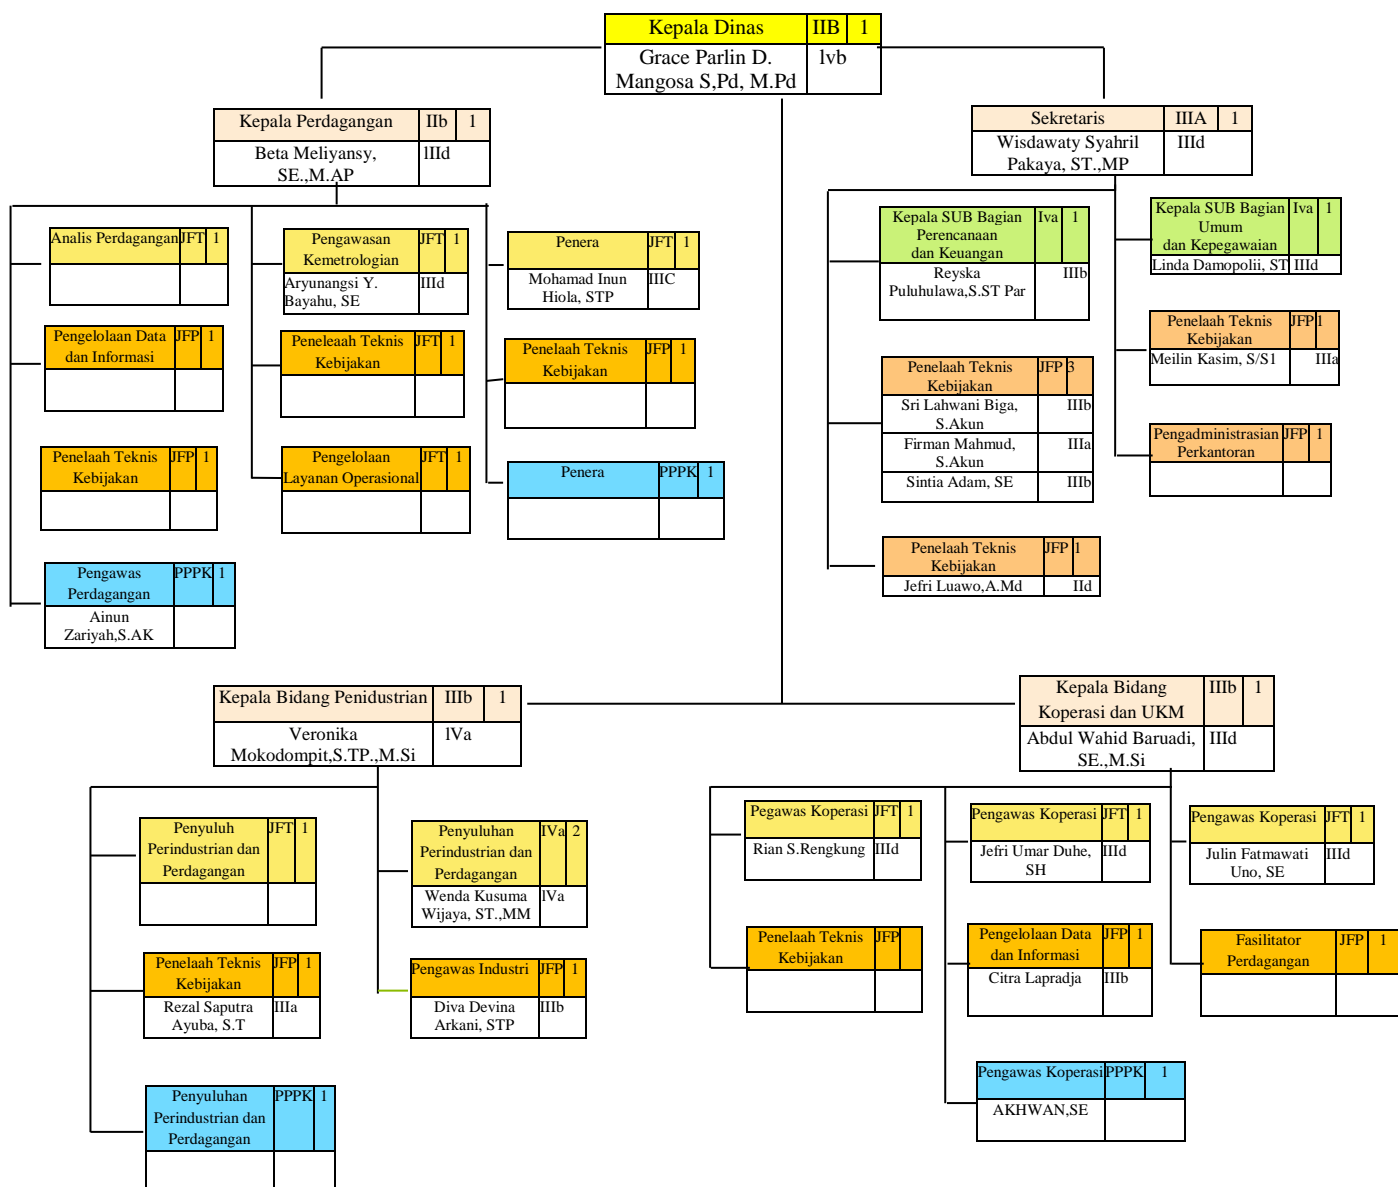 Kepala Dinas IIB 1
Grace Parlin D. lvb
Mangosa S,Pd, M.Pd
Kepala Perdagangan IIb 1
Beta Meliyansy, lIId
SE.,M.AP
Sekretaris IIIA 1
Wisdawaty Syahril IIId
Pakaya, ST.,MP
Analis Perdagangan JFT 1
Pengawasan JFT 1
Kemetrologian
Aryunangsi Y. IIId
Bayahu, SE
Penera JFT 1
Mohamad Inun IIIC
Hiola, STP
Pengelolaan Data JFP 1
dan Informasi
Peneleaah Teknis JFT 1
Kebijakan
Penelaah Teknis JFP 1
Kebijakan
Penelaah Teknis JFP 1
Kebijakan
Pengelolaan JFT 1
Layanan Operasional
Penera PPPK 1
Pengawas PPPK 1
Perdagangan
Ainun
Zariyah,S.AK
Kepala SUB Bagian Iva 1
Perencanaan
dan Keuangan
Reyska IIIb
Puluhulawa,S.ST Par
Kepala SUB Bagian Iva 1
Umum
dan Kepegawaian
Linda Damopolii, ST IIId
Penelaah Teknis JFP 3
Kebijakan
Sri Lahwani Biga, IIIb
S.Akun
Firman Mahmud, IIIa
S.Akun
Sintia Adam, SE IIIb
Penelaah Teknis JFP 1
Kebijakan
Meilin Kasim, S/S1 IIIa
Pengadministrasian JFP 1
Perkantoran
Penelaah Teknis JFP 1
Kebijakan
Jefri Luawo,A.Md IId
Kepala Bidang Penidustrian IIIb 1
Veronika lVa
Mokodompit,S.TP.,M.Si
Kepala Bidang IIIb 1
Koperasi dan UKM
Abdul Wahid Baruadi, IIId
SE.,M.Si
Penyuluh JFT 1
Perindustrian dan
Perdagangan
Penyuluhan IVa 2
Perindustrian dan
Perdagangan
Wenda Kusuma lVa
Wijaya, ST.,MM
Penelaah Teknis JFP 1
Kebijakan
Rezal Saputra IIIa
Ayuba, S.T
Pengawas Industri JFP 1
Diva Devina IIIb
Arkani, STP
Penyuluhan PPPK 1
Perindustrian dan
Perdagangan
Pegawas Koperasi JFT 1
Rian S.Rengkung IIId
Pengawas Koperasi JFT 1
Jefri Umar Duhe, IIId
SH
Pengawas Koperasi JFT 1
Julin Fatmawati IIId
Uno, SE
Penelaah Teknis JFP
Kebijakan
Pengelolaan Data JFP 1
dan Informasi
Citra Lapradja IIIb
Fasilitator JFP 1
Perdagangan
Pengawas Koperasi PPPK 1
AKHWAN,SE